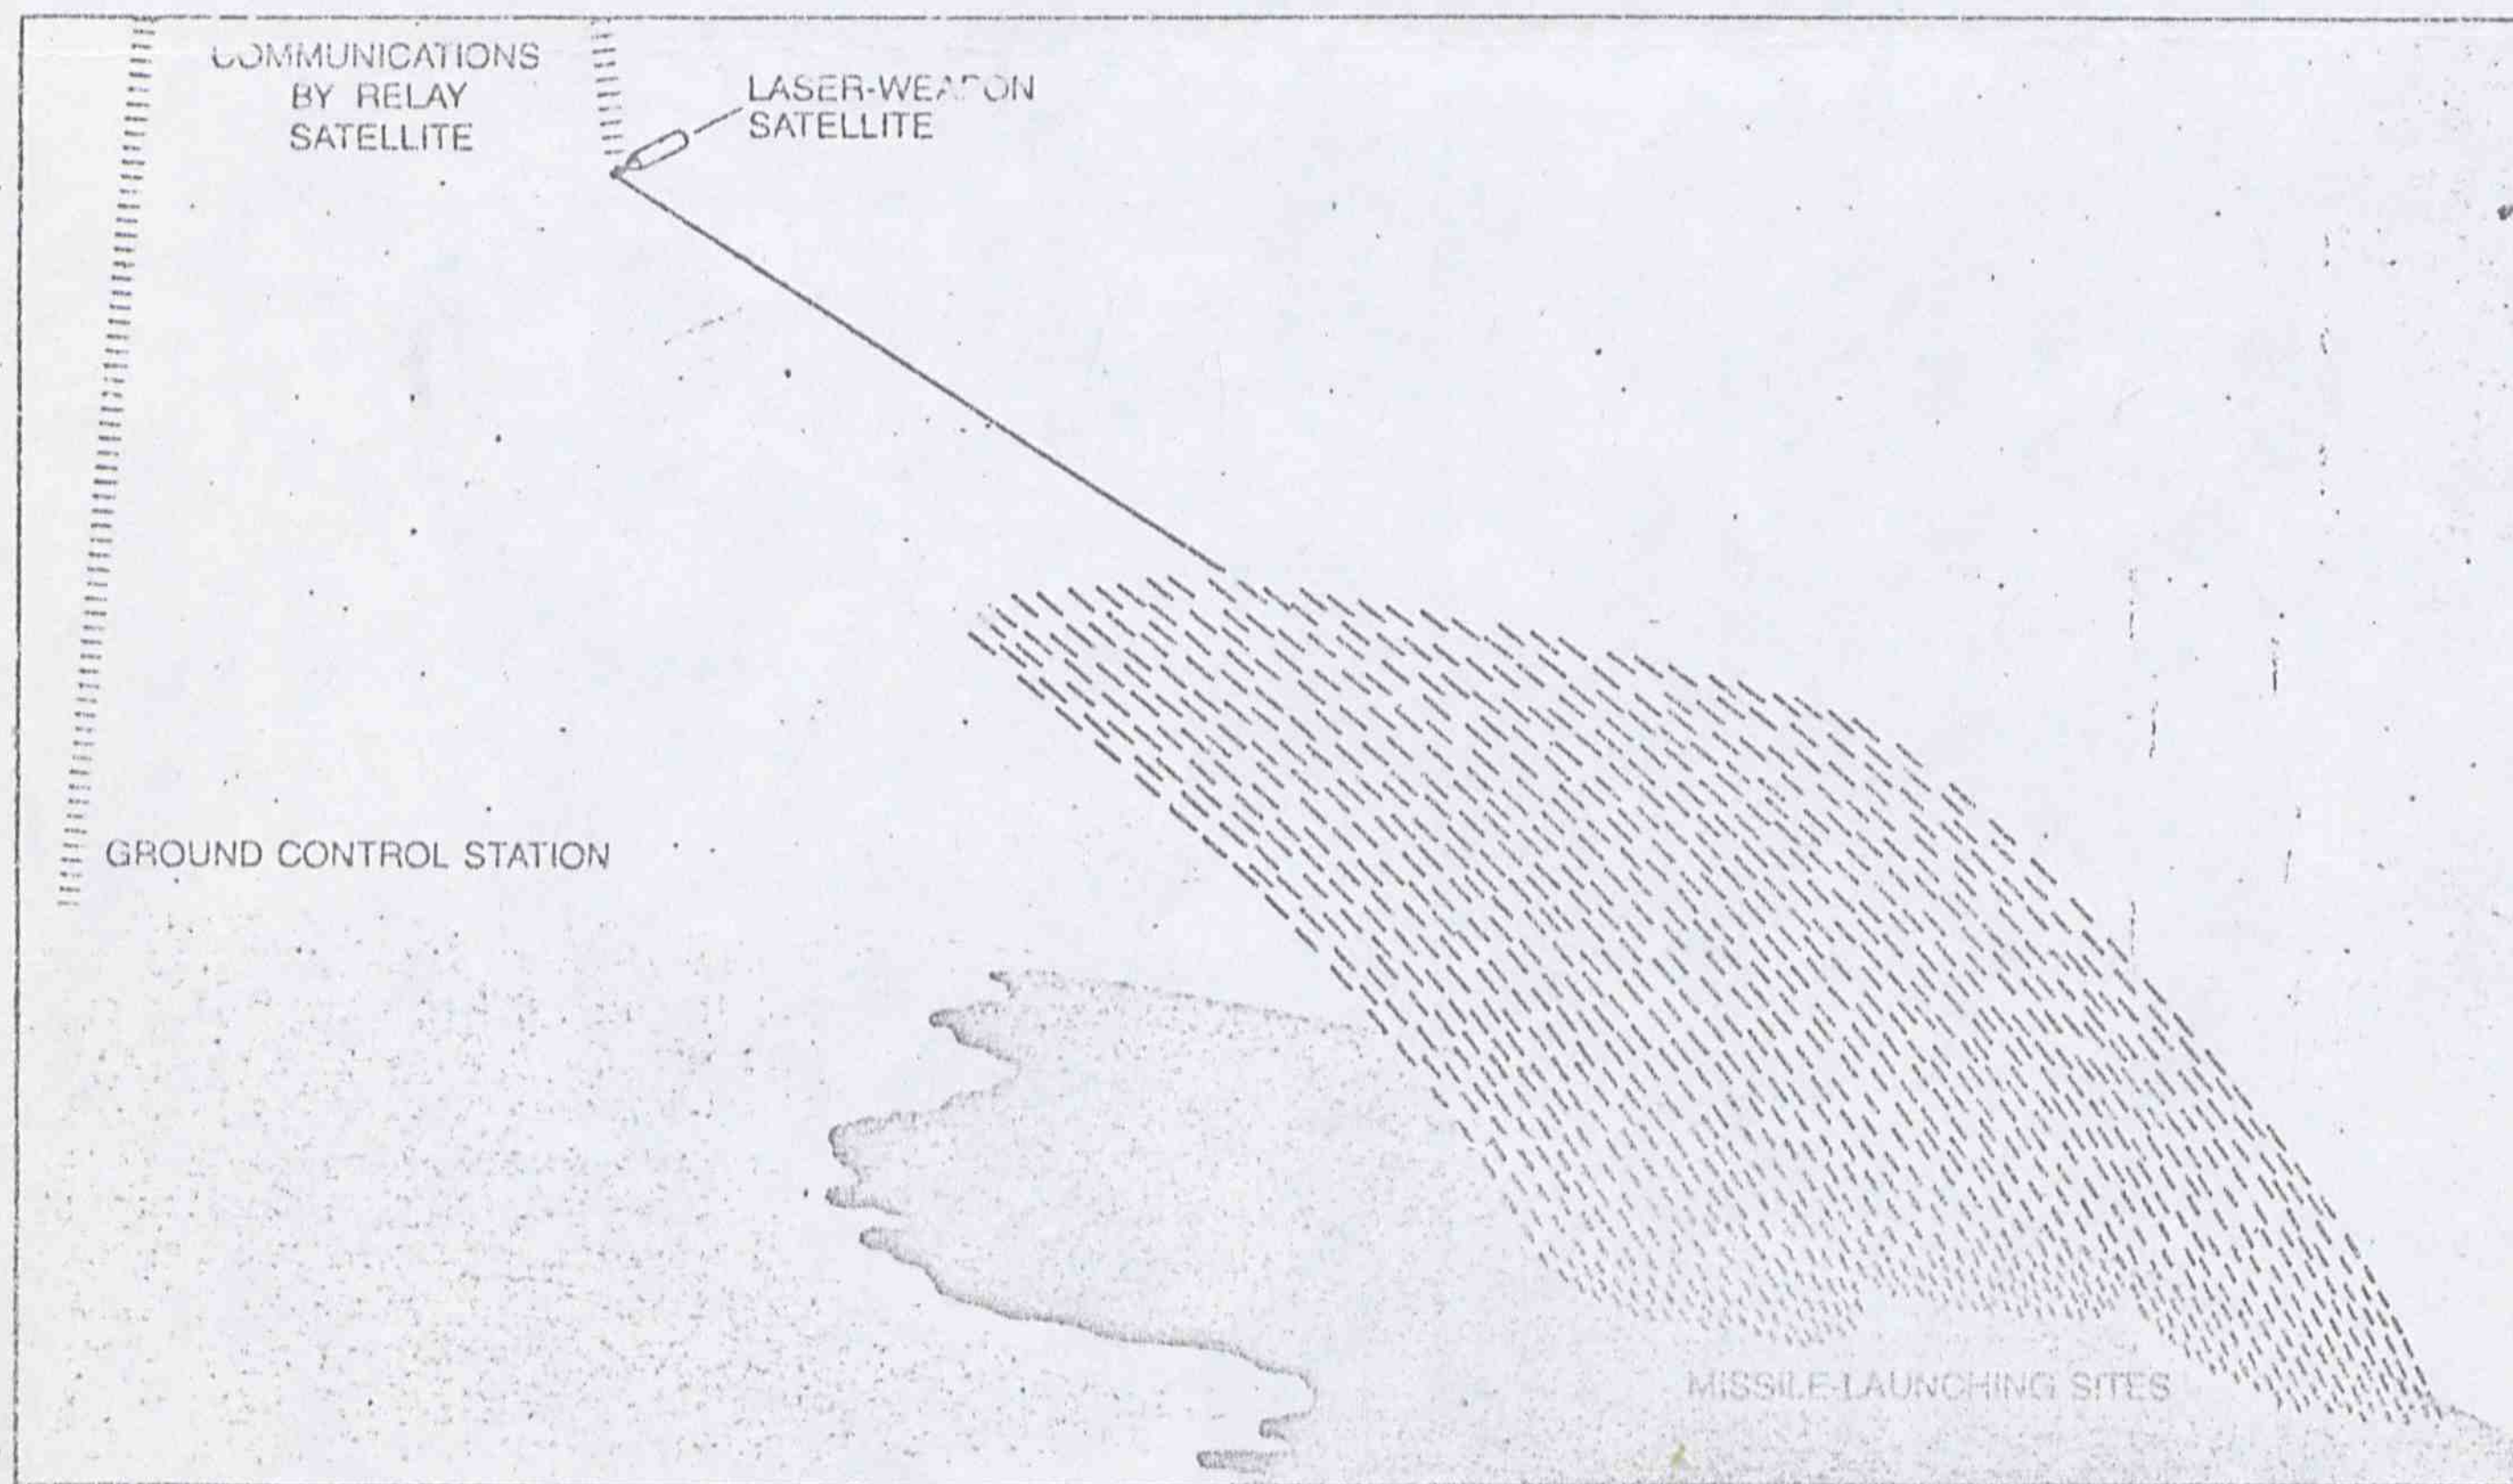 COMMUNICATIONS
BY RELAY
SATELLITE
LASER-WEAPON
SATELLITE
GROUND CONTROL STATION
MISSILE-LAUNCHING SITES